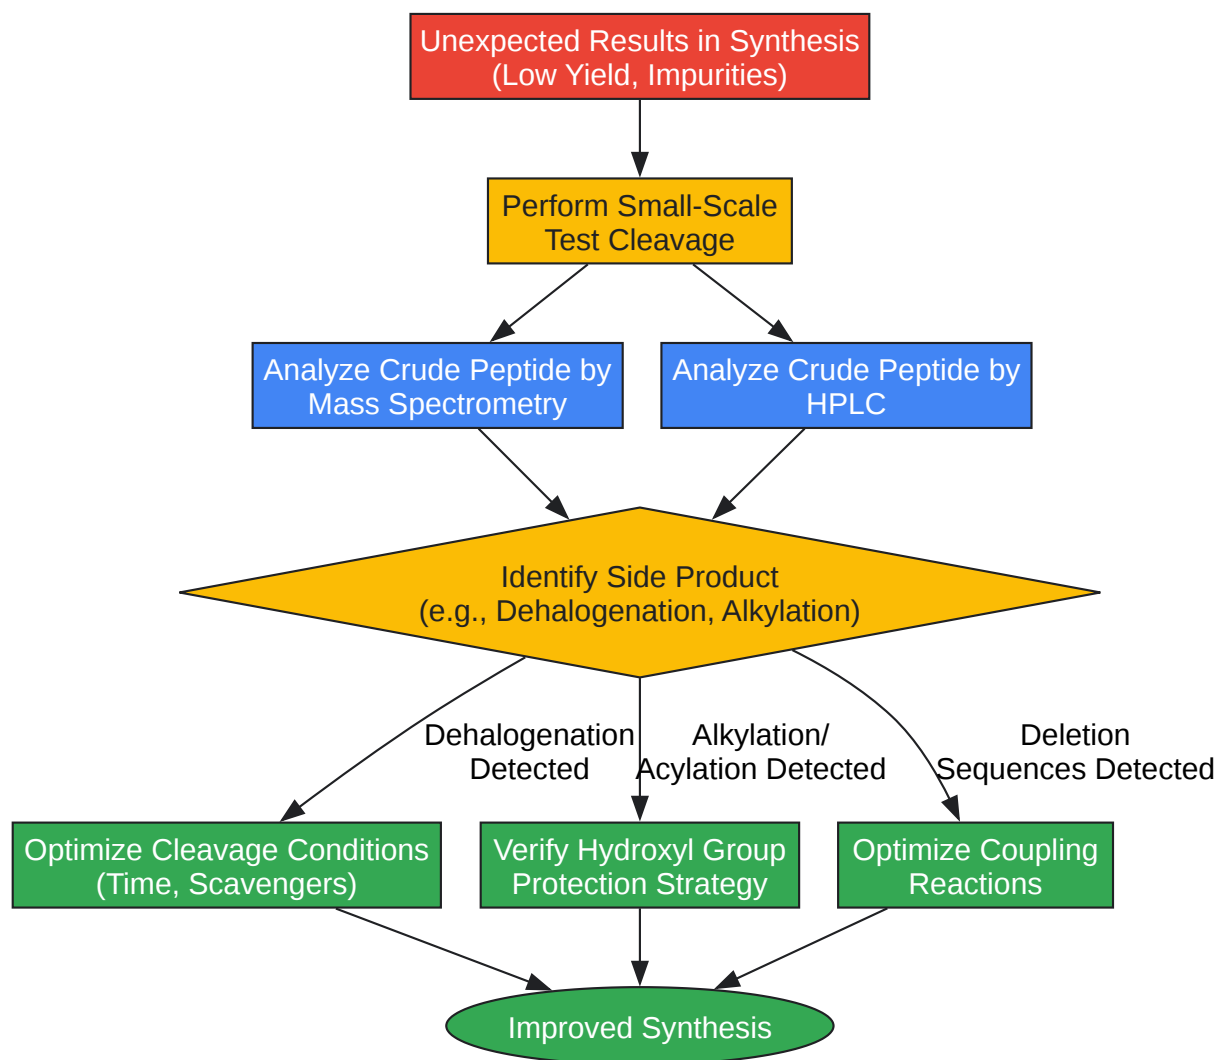 Unexpected Results in Synthesis
(Low Yield, Impurities)
Perform Small-Scale
Test Cleavage
Analyze Crude Peptide by
Mass Spectrometry
Analyze Crude Peptide by
HPLC
Identify Side Product
(e.g., Dehalogenation, Alkylation)
Dehalogenation
Detected
Alkylation/
Acylation Detected
Deletion
Sequences Detected
Optimize Cleavage Conditions
(Time, Scavengers)
Verify Hydroxyl Group
Protection Strategy
Optimize Coupling
Reactions
Improved Synthesis